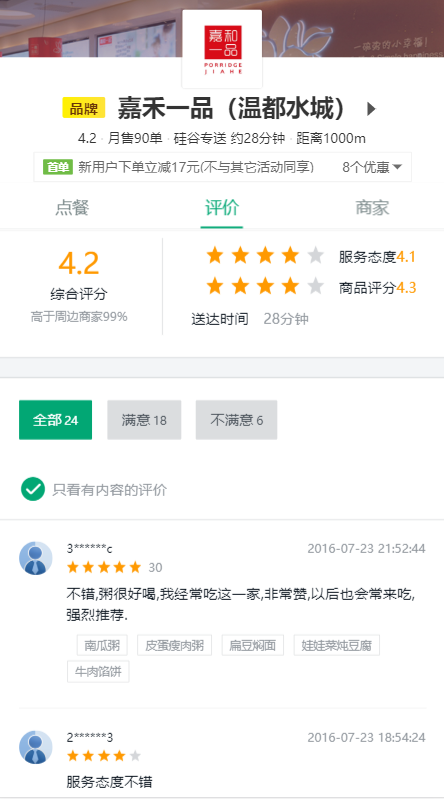 嘉和
一品
PORRIDGE
JIAHE
一碗粥的小幸福!
品牌 嘉禾一品（温都水城）
4.2 · 月售90单 · 硅谷专送 约28分钟 · 距离1000m
首单 新用户下单立减17元(不与其它活动同享) 8个优惠
点餐 评价 商家
4.2
综合评分
高于周边商家99%
服务态度4.1
商品评分4.3
送达时间 28分钟
全部 24 满意 18 不满意 6
只看有内容的评价
3******c 2016-07-23 21:52:44
30
不错,粥很好喝,我经常吃这一家,非常赞,以后也会常来吃,
强烈推荐.
南瓜粥 皮蛋瘦肉粥 扁豆焖面 娃娃菜炖豆腐
牛肉馅饼
2******3 2016-07-23 18:54:24
服务态度不错